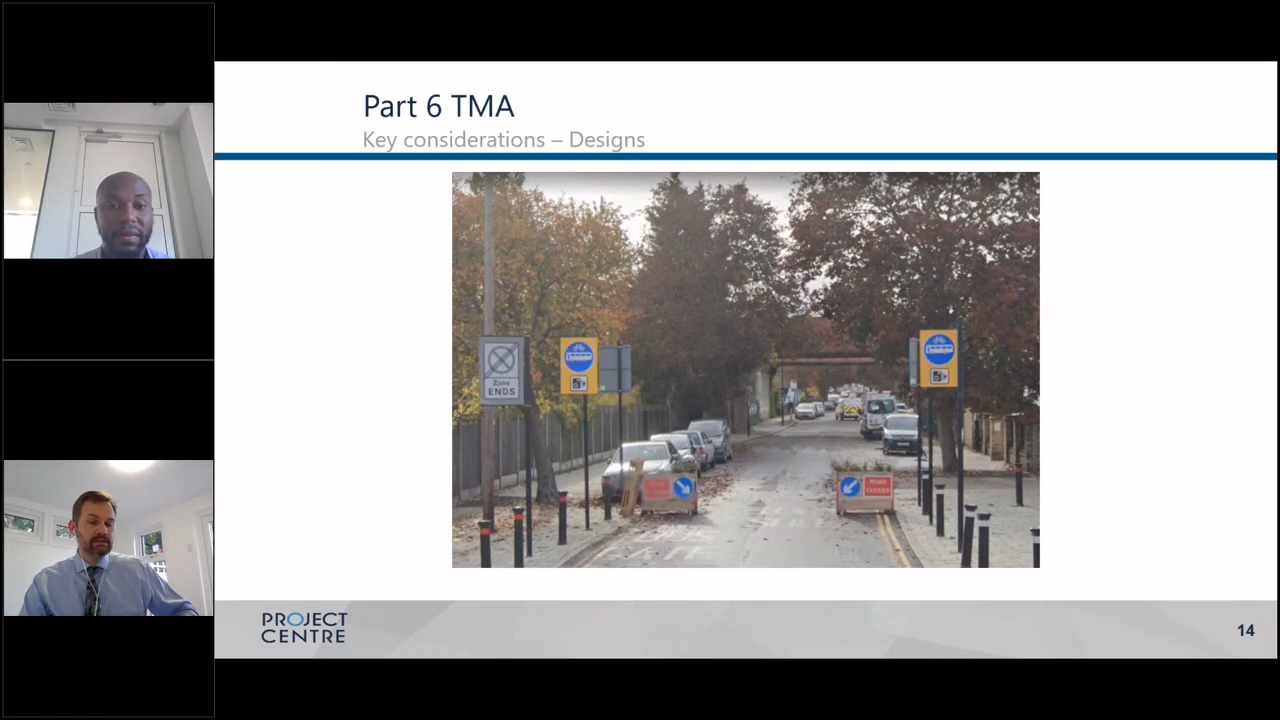 Part 6 TMA
Key considerations – Designs
Zone
ENDS
ROAD
CLOSED
PROJECT
CENTRE
14